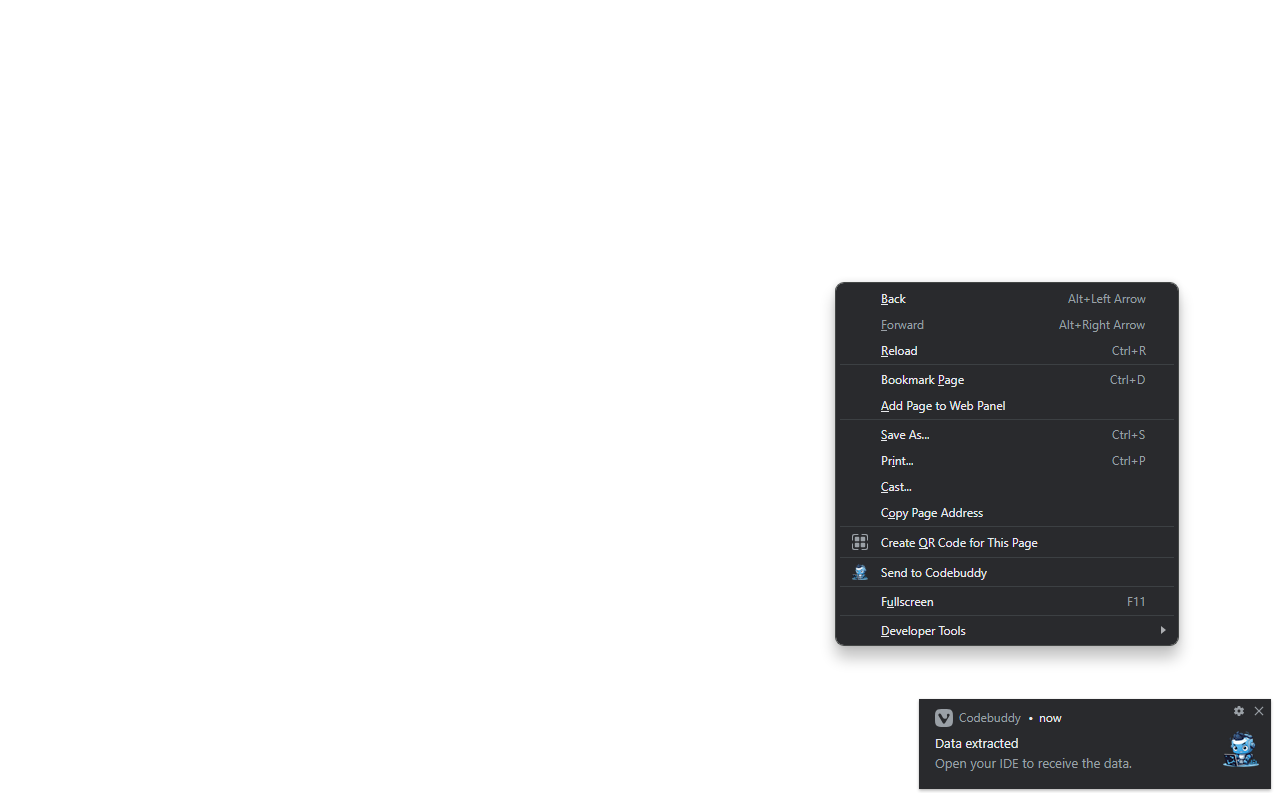 Back Alt+Left Arrow
Forward Alt+Right Arrow
Reload Ctrl+R
Bookmark Page Ctrl+D
Add Page to Web Panel
Save As... Ctrl+S
Print... Ctrl+P
Cast...
Copy Page Address
Create QR Code for This Page
Send to Codebuddy
Fullscreen F11
Developer Tools
Codebuddy • now
Data extracted
Open your IDE to receive the data.